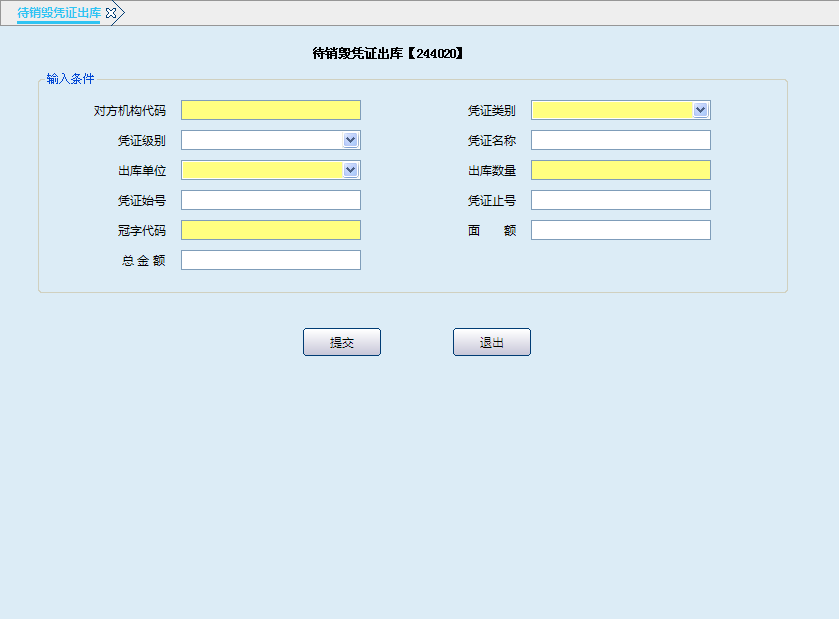 待销毁凭证出库
待销毁凭证出库【244020】
输入条件
对方机构代码 凭证类别
凭证级别 凭证名称
出库单位 出库数量
凭证始号 凭证止号
冠字代码 面 额
总 金 额
提交 退出